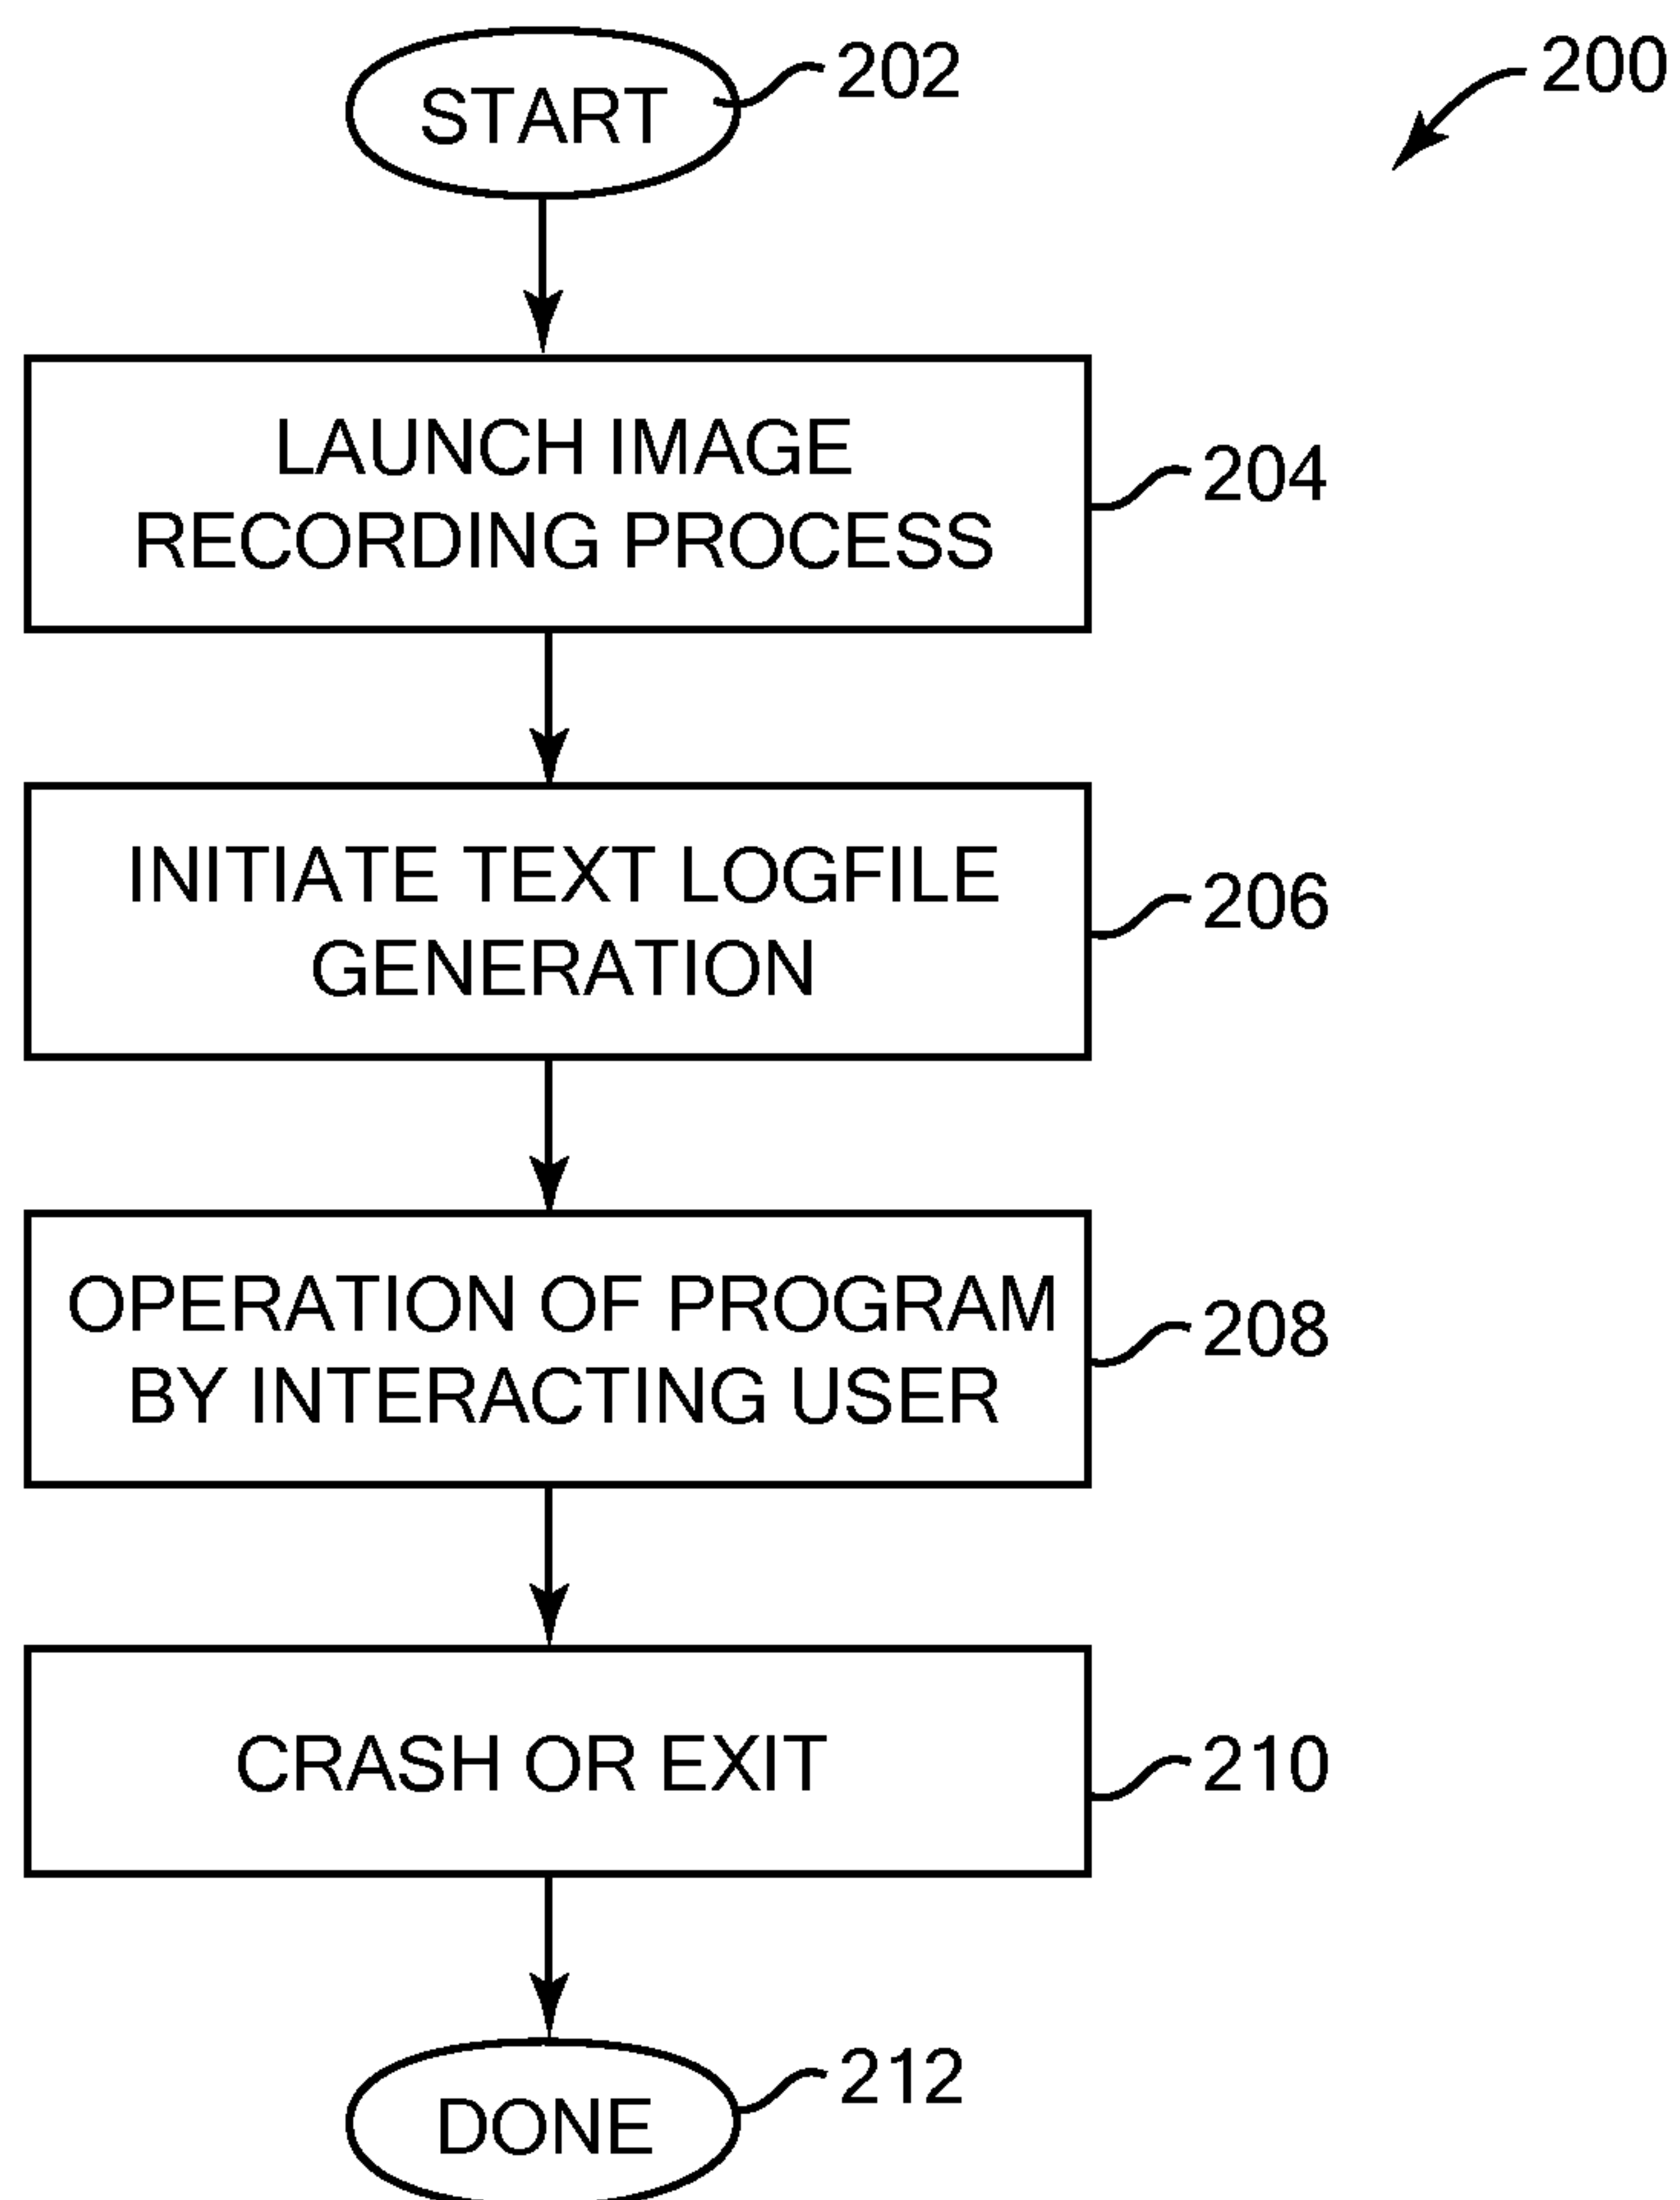 START
202
200
LAUNCH IMAGE
RECORDING PROCESS
204
INITIATE TEXT LOGFILE
GENERATION
206
OPERATION OF PROGRAM
BY INTERACTING USER
208
CRASH OR EXIT
210
DONE
212